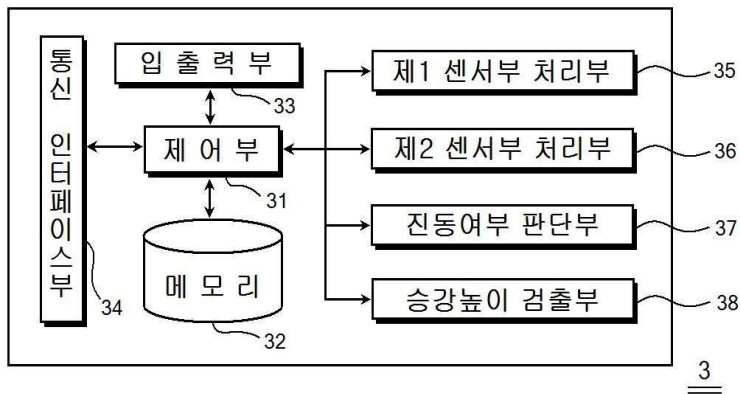 통신 인터페이스부
34
입출력부
33
제어부
31
메모리
32
제1 센서부 처리부
35
제2 센서부 처리부
36
진동여부 판단부
37
승강높이 검출부
38
3